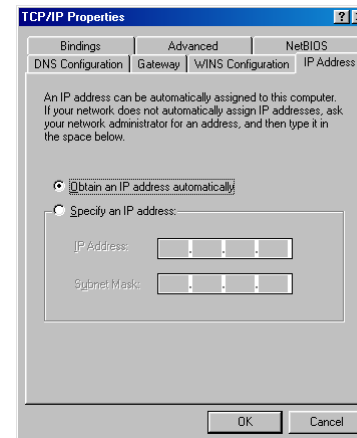 TCP/IP Properties
Bindings Advanced NetBIOS
DNS Configuration Gateway WINS Configuration IP Address
An IP address can be automatically assigned to this computer.
If your network does not automatically assign IP addresses, ask
your network administrator for an address, and then type it in
the space below.
Obtain an IP address automatically
Specify an IP address:
IP Address:
Subnet Mask:
OK Cancel